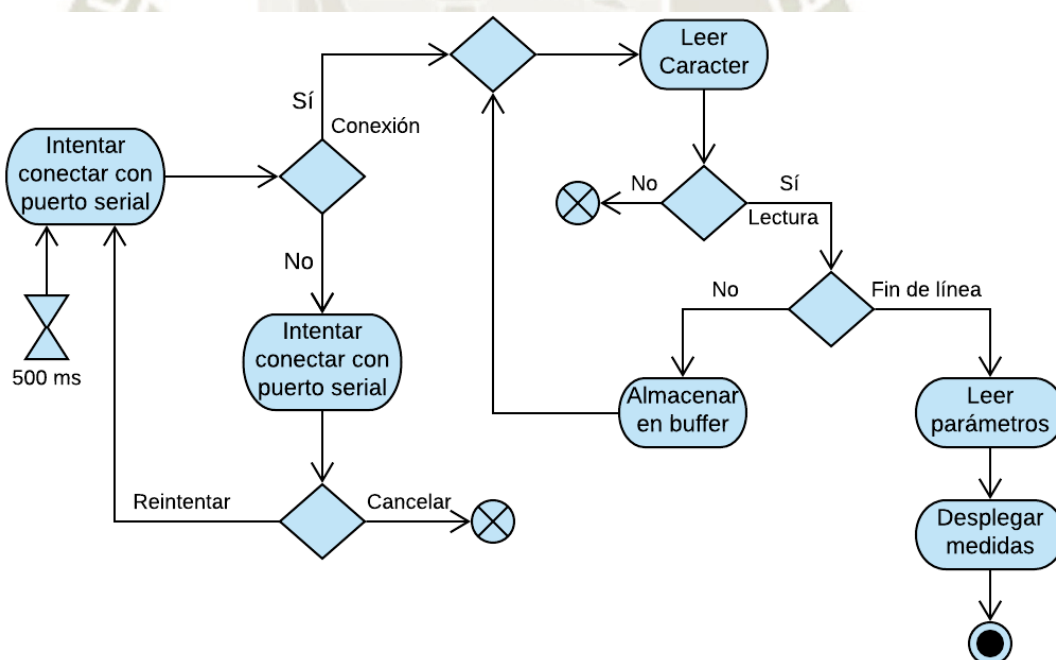 Leer
Caracter
Sí
Conexión
Intentar
conectar con
puerto serial
No
Sí
Lectura
No
500 ms
Intentar
conectar con
puerto serial
No
Fin de línea
Almacenar
en buffer
Leer
parámetros
Reintentar
Cancelar
Desplegar
medidas